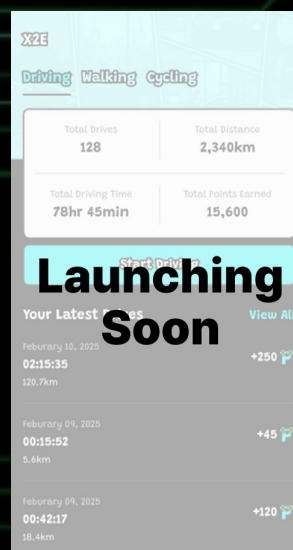 X2E
Driving Walking Cycling
Total Drives
128
Total Distance
2,340km
Total Driving Time
78hr 45min
Total Points Earned
15,600
Start Driving
Launching
Soon
Your Latest Drives
View All
Feburary 10, 2025
02:15:35
120.7km
+250
Feburary 09, 2025
00:15:52
5.6km
+45
Feburary 09, 2025
00:42:17
18.4km
+120